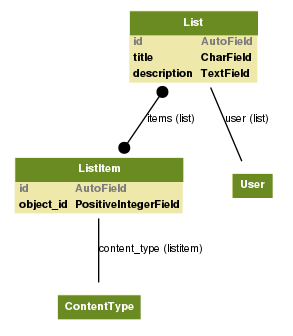 List
id AutoField
title CharField
description TextField
items (list)
user (list)
ListItem
id AutoField
object_id PositiveIntegerField
User
content_type (listitem)
ContentType